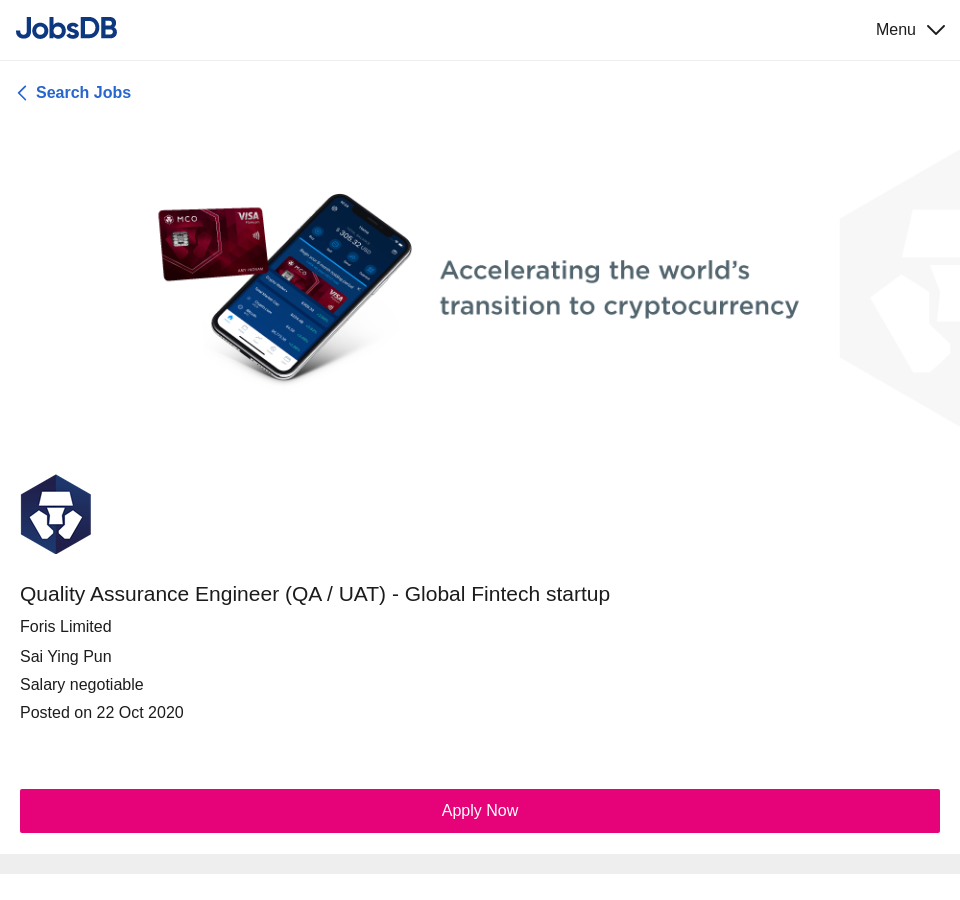 JobsDB
Menu
Search Jobs
MCO
VISA
Accelerating the world's
transition to cryptocurrency
Quality Assurance Engineer (QA / UAT) - Global Fintech startup
Foris Limited
Sai Ying Pun
Salary negotiable
Posted on 22 Oct 2020
Apply Now